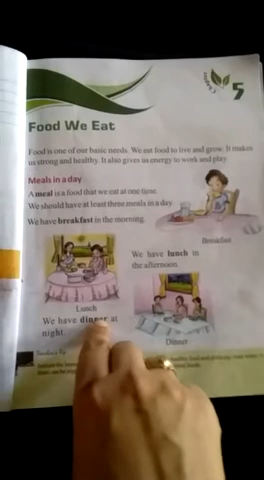 Chapter
5
Food We Eat
Food is one of our basic needs. We eat food to live and grow. It makes
us strong and healthy. It also gives us energy to work and play.
Meals in a day
A meal is a food that we eat at one time.
We should have at least three meals in a day.
We have breakfast in the morning.
Breakfast
We have lunch in
the afternoon.
Lunch
We have dinner at
night.
Dinner